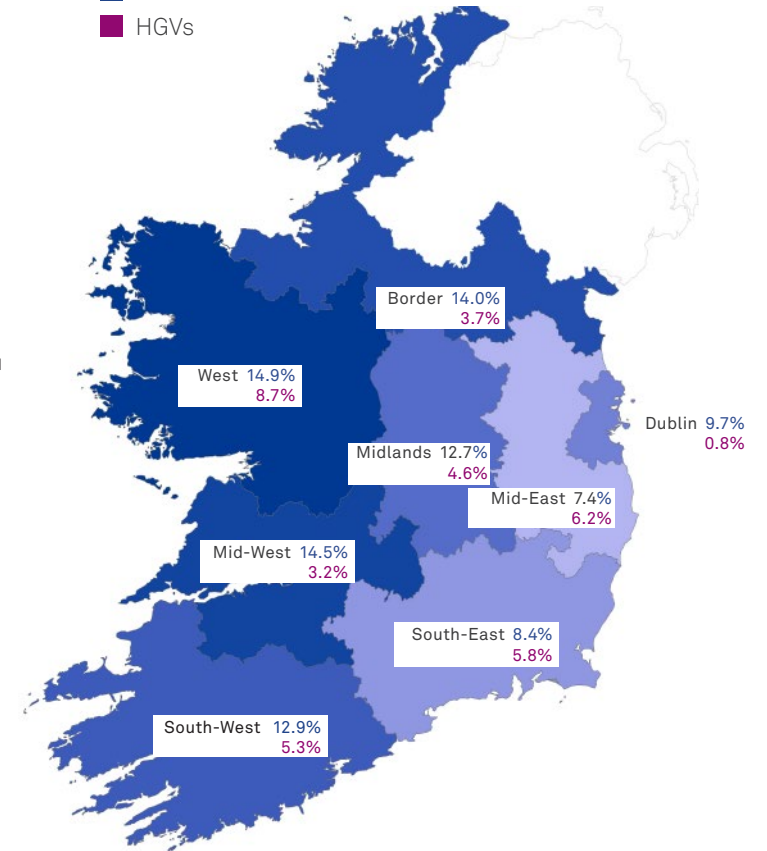 HGVs
Border 14.0%
3.7%
West 14.9%
8.7%
Dublin 9.7%
0.8%
Midlands 12.7%
4.6%
Mid-East 7.4%
6.2%
Mid-West 14.5%
3.2%
South-East 8.4%
5.8%
South-West 12.9%
5.3%